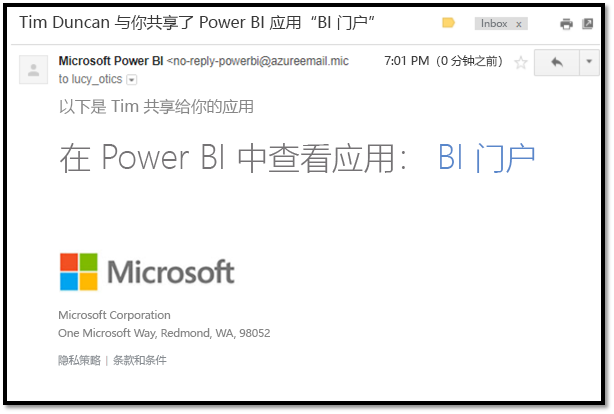 Tim Duncan 与你共享了 Power BI 应用“BI 门户”
Inbox x
Microsoft Power BI <no-reply-powerbi@azureemail.mic
7:01 PM (0 分钟之前)
to lucy_otics
以下是 Tim 共享给你的应用
在 Power BI 中查看应用： BI 门户
Microsoft
Microsoft Corporation
One Microsoft Way, Redmond, WA, 98052
隐私策略 | 条款和条件